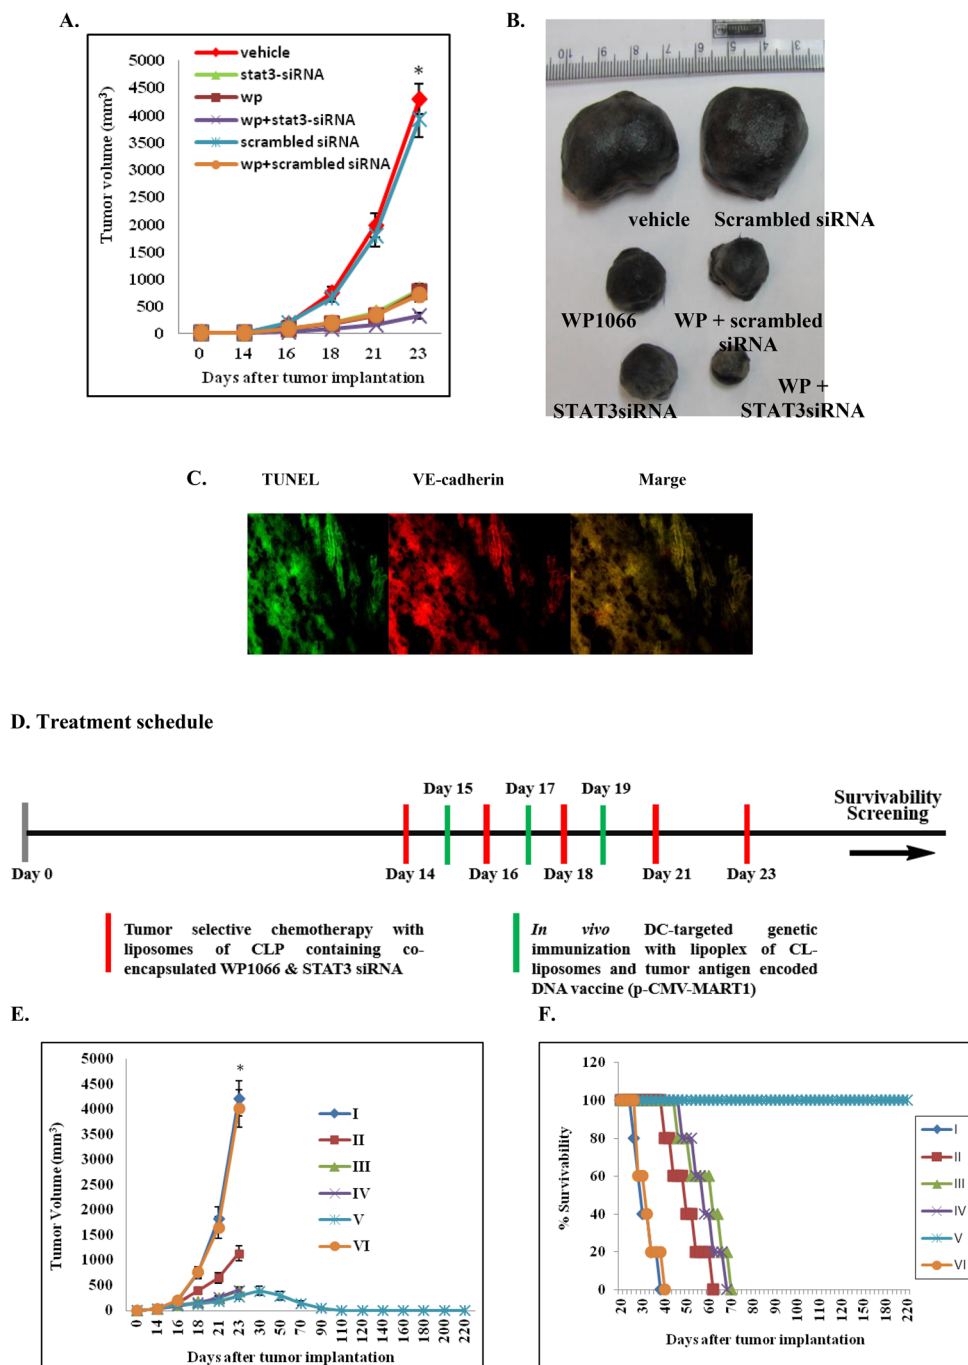 A.
5000
4500
4000
3500
3000
2500
2000
1500
1000
500
0
Tumor volume (mm³)
vehicle
stat3-siRNA
wp
wp+stat3-siRNA
scrambled siRNA
wp+scrambled siRNA
*
0 14 16 18 21 23
Days after tumor implantation
B.
10 9 8 7 6 5 4 3
vehicle Scrambled siRNA
WP1066 WP + scrambled
siRNA
STAT3siRNA WP +
STAT3siRNA
C. TUNEL VE-cadherin Marge
D. Treatment schedule
Day 15 Day 17 Day 19
Survivability
Screening
Day 0 Day 14 Day 16 Day 18 Day 21 Day 23
Tumor selective chemotherapy with
liposomes of CLP containing co-
encapsulated WP1066 & STAT3 siRNA
In vivo DC-targeted genetic
immunization with lipoplex of CL-
liposomes and tumor antigen encoded
DNA vaccine (p-CMV-MART1)
E.
5000
4500
4000
3500
3000
2500
2000
1500
1000
500
0
Tumor Volume (mm³)
*
I
II
III
IV
V
VI
0 14 16 18 21 23 30 50 70 90 110 120 140 160 180 200 220
Days after tumor implantation
F.
120
100
80
60
40
20
0
% Survivability
20 30 40 50 60 70 80 90 100 110 120 130 180 220
Days after tumor implantation
I
II
III
IV
V
VI